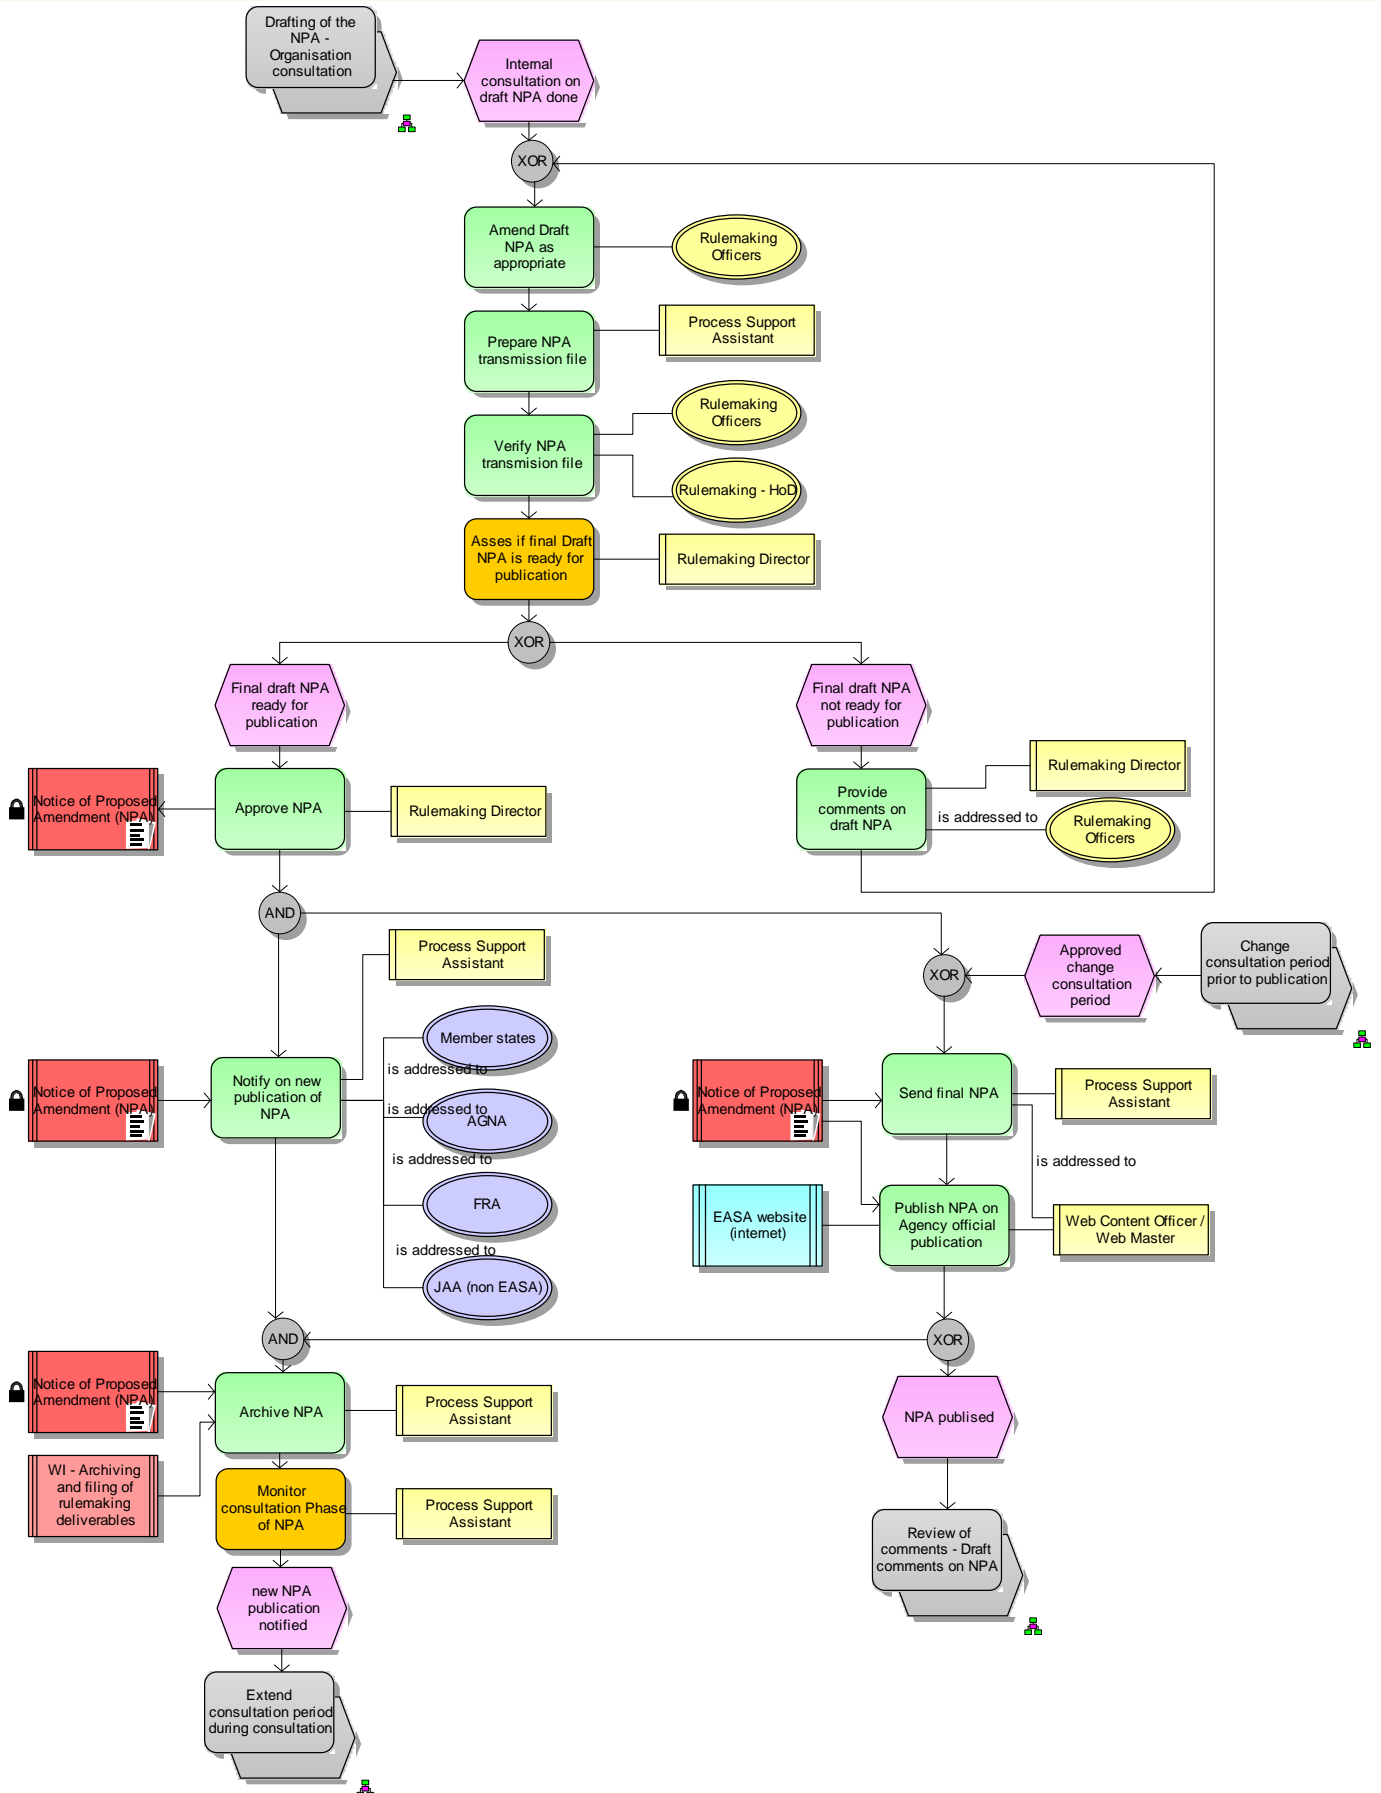 Drafting of the
NPA -
Organisation
consultation
Internal
consultation on
draft NPA done
XOR
Amend Draft
NPA as
appropriate
Rulemaking
Officers
Prepare NPA
transmission file
Process Support
Assistant
Verify NPA
transmision file
Rulemaking
Officers
Rulemaking - HoD
Asses if final Draft
NPA is ready for
publication
Rulemaking Director
XOR
Final draft NPA
ready for
publication
Final draft NPA
not ready for
publication
Notice of Proposed
Amendment (NPA)
Approve NPA
Rulemaking Director
Provide
comments on
draft NPA
Rulemaking Director
is addressed to
Rulemaking
Officers
AND
Process Support
Assistant
XOR
Approved
change
consultation
period
Change
consultation period
prior to publication
Notice of Proposed
Amendment (NPA)
Notify on new
publication of
NPA
Member states
is addressed to
is addressed to
AGNA
is addressed to
FRA
is addressed to
JAA (non EASA)
Notice of Proposed
Amendment (NPA)
Send final NPA
Process Support
Assistant
is addressed to
EASA website
(internet)
Publish NPA on
Agency official
publication
Web Content Officer /
Web Master
AND
XOR
Notice of Proposed
Amendment (NPA)
Archive NPA
Process Support
Assistant
NPA publised
WI - Archiving
and filing of
rulemaking
deliverables
Monitor
consultation Phase
of NPA
Process Support
Assistant
Review of
comments - Draft
comments on NPA
new NPA
publication
notified
Extend
consultation period
during consultation